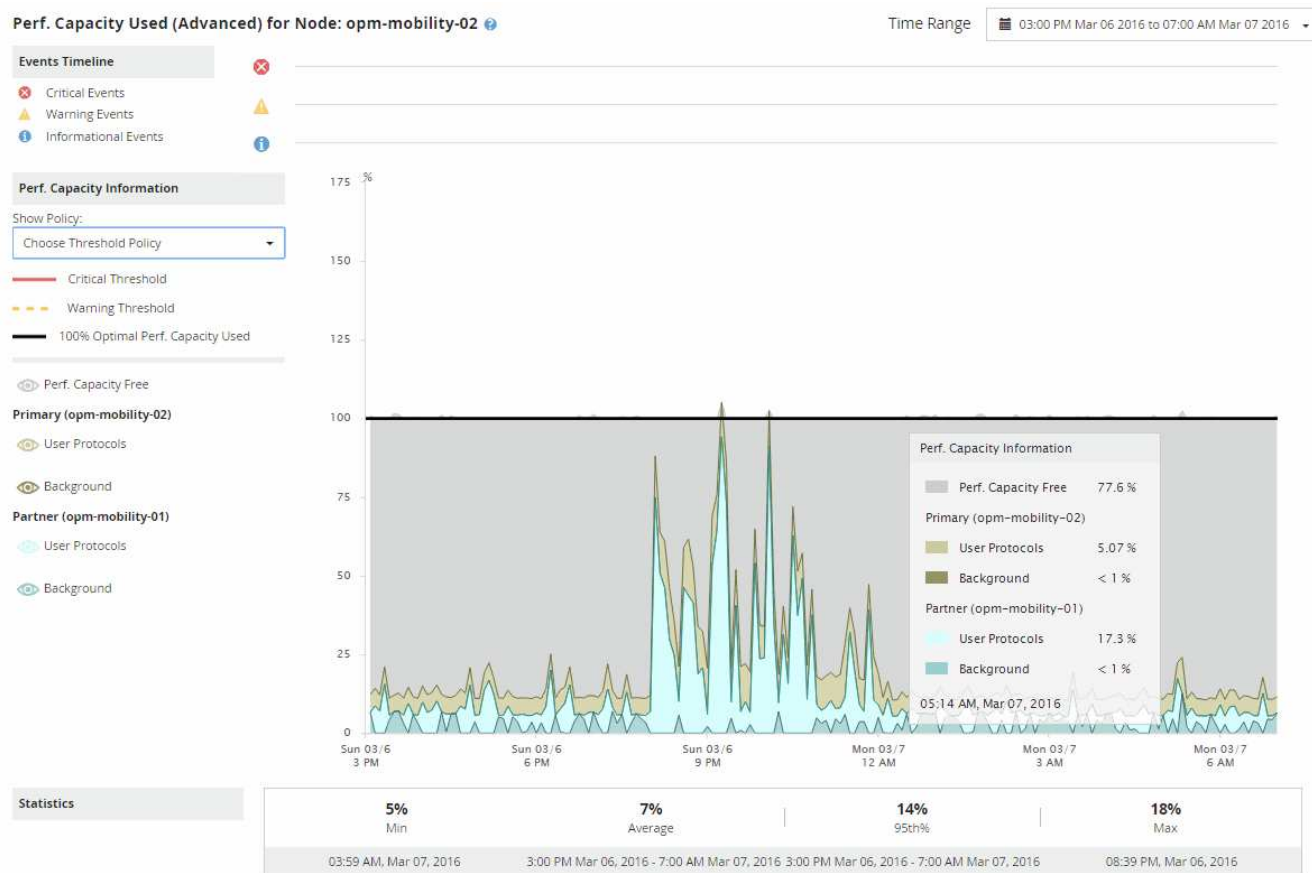 Perf. Capacity Used (Advanced) for Node: opm-mobility-02 ?
Time Range 03:00 PM Mar 06 2016 to 07:00 AM Mar 07 2016
Events Timeline
Critical Events
Warning Events
Informational Events
Perf. Capacity Information
Show Policy:
Choose Threshold Policy
Critical Threshold
Warning Threshold
100% Optimal Perf. Capacity Used
Perf. Capacity Free
Primary (opm-mobility-02)
User Protocols
Background
Partner (opm-mobility-01)
User Protocols
Background
%
175
150
125
100
75
50
25
0
Sun 03/6 Sun 03/6 Sun 03/6 Mon 03/7 Mon 03/7 Mon 03/7
3 PM 6 PM 9 PM 12 AM 3 AM 6 AM
Perf. Capacity Information
Perf. Capacity Free 77.6 %
Primary (opm-mobility-02)
User Protocols 5.07 %
Background < 1 %
Partner (opm-mobility-01)
User Protocols 17.3 %
Background < 1 %
05:14 AM, Mar 07, 2016
Statistics
5% 7% 14% 18%
Min Average 95th% Max
03:59 AM, Mar 07, 2016 3:00 PM Mar 06, 2016 - 7:00 AM Mar 07, 2016 3:00 PM Mar 06, 2016 - 7:00 AM Mar 07, 2016 08:39 PM, Mar 06, 2016